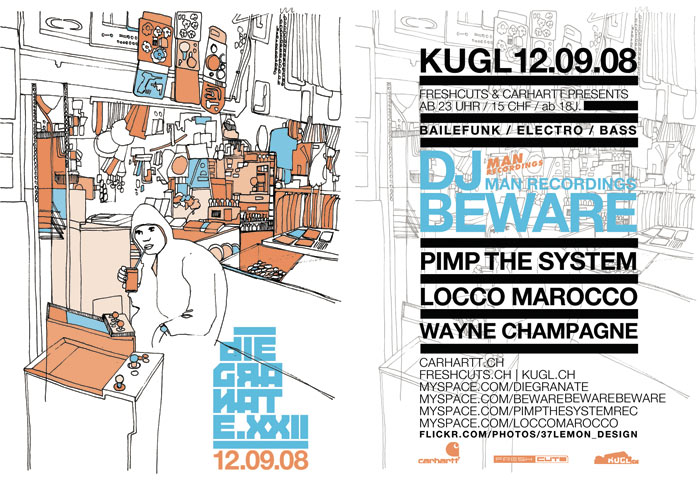 DIE
GRA
NAT
E.XXII
12.09.08
KUGL 12.09.08
FRESHCUTS & CARHARTT PRESENTS
AB 23 UHR / 15 CHF / ab 18J.
BAILEFUNK / ELECTRO / BASS
DJ MAN RECORDINGS
MAN RECORDINGS
BEWARE
PIMP THE SYSTEM
LOCCO MAROCCO
WAYNE CHAMPAGNE
CARHARTT.CH
FRESHCUTS.CH | KUGL.CH
MYSPACE.COM/DIEGRANATE
MYSPACE.COM/BEWAREBEWAREBEWARE
MYSPACE.COM/PIMPTHESYSTEMREC
MYSPACE.COM/LOCCOMAROCCO
FLICKR.COM/PHOTOS/37LEMON_DESIGN
carhartt FRESH CUTS KUGL.CH